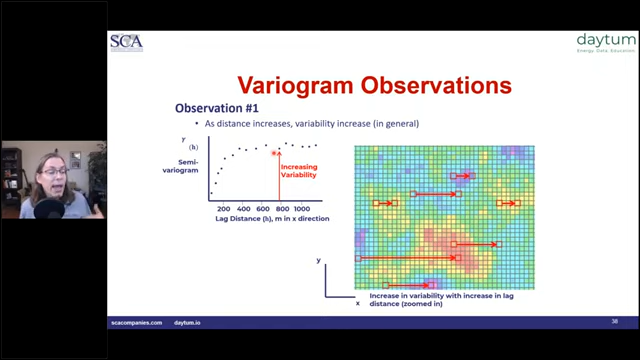 SCA
daytum
Energy. Data. Education.
Variogram Observations
Observation #1
• As distance increases, variability increase (in general)
γ
(h)
Semi-
variogram
Increasing
Variability
200 400 600 800 1000
Lag Distance (h), m in x direction
y
x
Increase in variability with increase in lag
distance (zoomed in)
scacompanies.com daytum.io
38